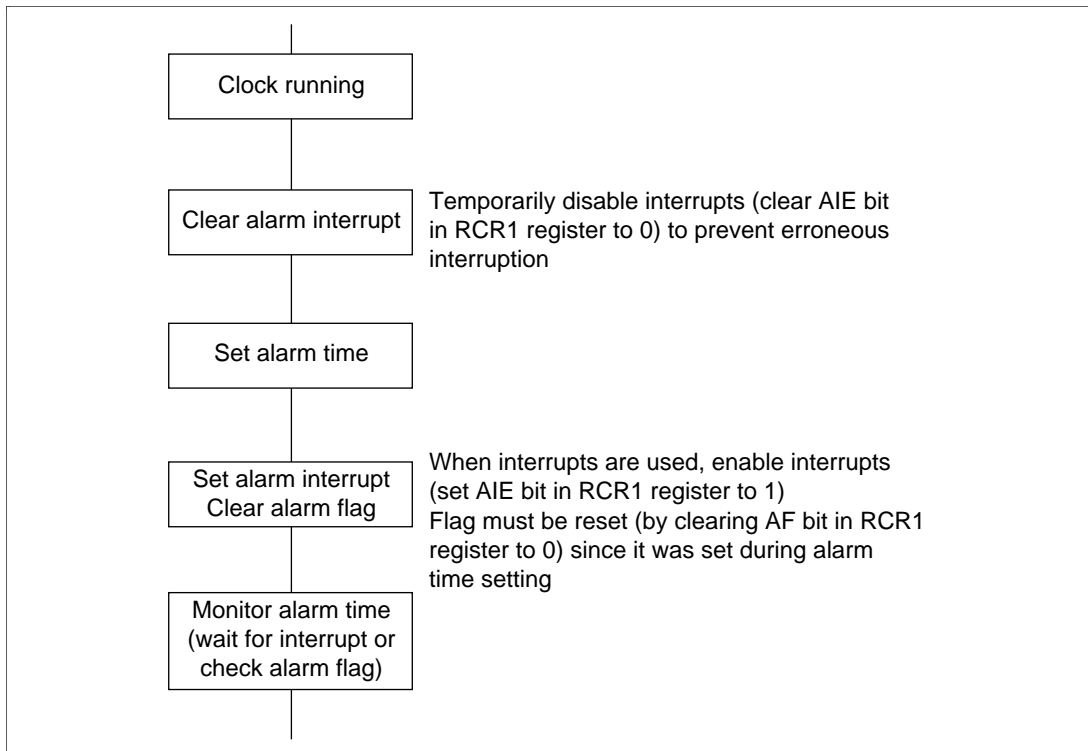 Clock running
Clear alarm interrupt
Temporarily disable interrupts (clear AIE bit
in RCR1 register to 0) to prevent erroneous
interruption
Set alarm time
Set alarm interrupt
Clear alarm flag
When interrupts are used, enable interrupts
(set AIE bit in RCR1 register to 1)
Flag must be reset (by clearing AF bit in RCR1
register to 0) since it was set during alarm
time setting
Monitor alarm time
(wait for interrupt or
check alarm flag)